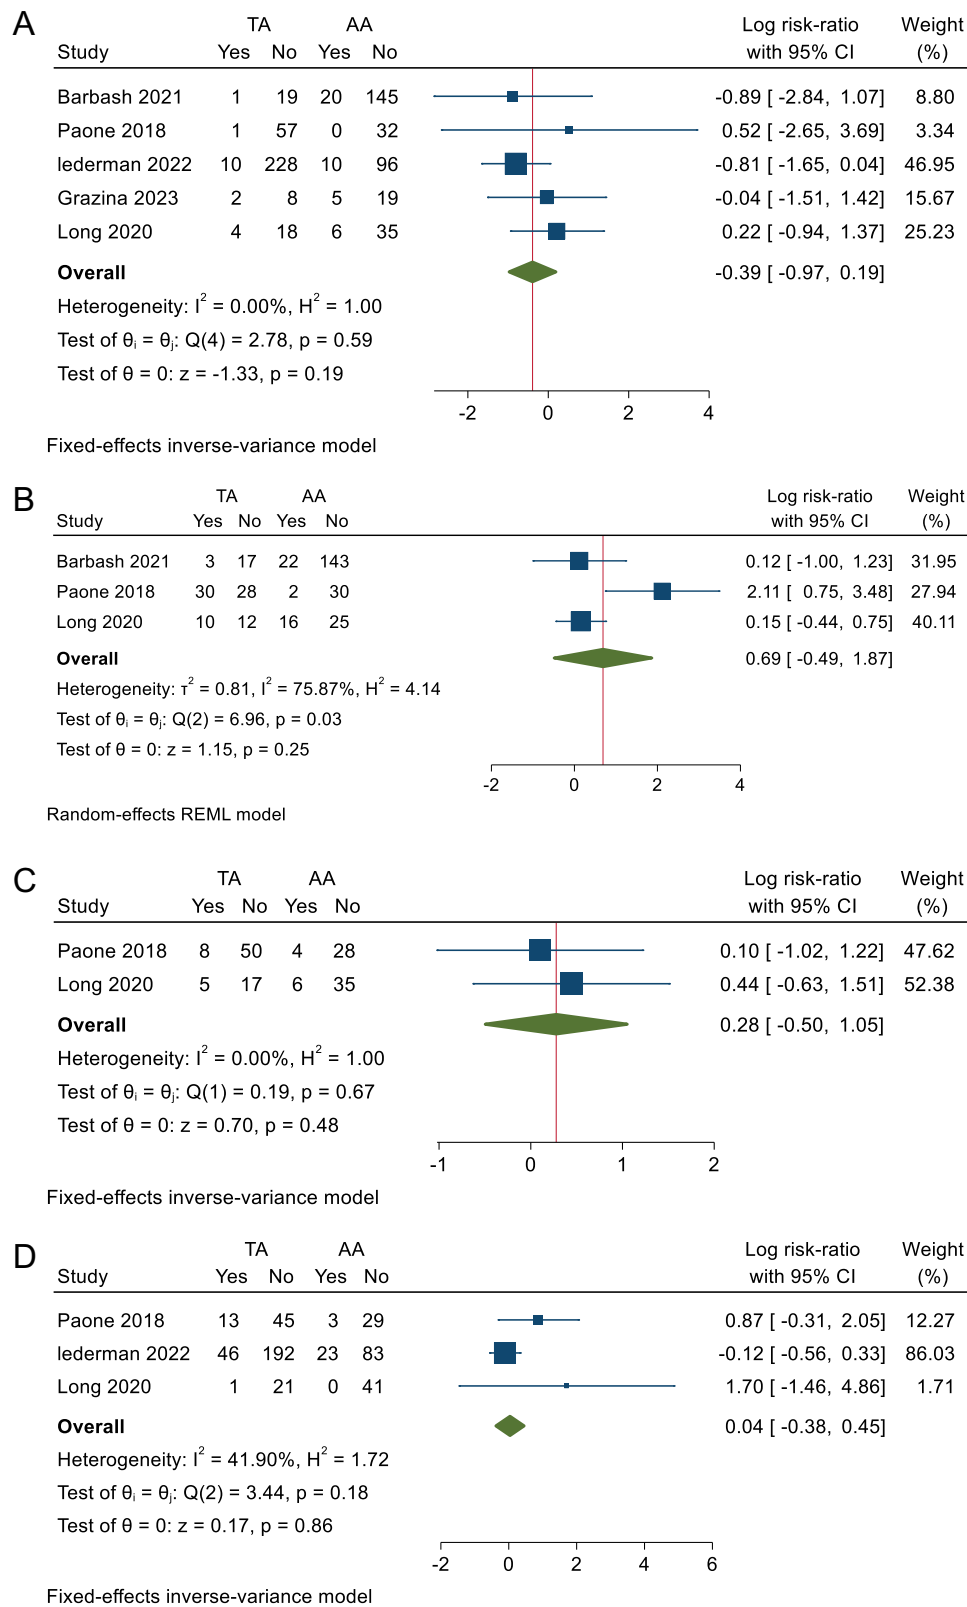 A
TA AA Log risk-ratio Weight
Study Yes No Yes No with 95% CI (%)
Barbash 2021 1 19 20 145 -0.89 [ -2.84, 1.07] 8.80
Paone 2018 1 57 0 32 0.52 [ -2.65, 3.69] 3.34
lederman 2022 10 228 10 96 -0.81 [ -1.65, 0.04] 46.95
Grazina 2023 2 8 5 19 -0.04 [ -1.51, 1.42] 15.67
Long 2020 4 18 6 35 0.22 [ -0.94, 1.37] 25.23
Overall -0.39 [ -0.97, 0.19]
Heterogeneity: I² = 0.00%, H² = 1.00
Test of θᵢ = θⱼ: Q(4) = 2.78, p = 0.59
Test of θ = 0: z = -1.33, p = 0.19
-2 0 2 4
Fixed-effects inverse-variance model
B
TA AA Log risk-ratio Weight
Study Yes No Yes No with 95% CI (%)
Barbash 2021 3 17 22 143 0.12 [ -1.00, 1.23] 31.95
Paone 2018 30 28 2 30 2.11 [ 0.75, 3.48] 27.94
Long 2020 10 12 16 25 0.15 [ -0.44, 0.75] 40.11
Overall 0.69 [ -0.49, 1.87]
Heterogeneity: τ² = 0.81, I² = 75.87%, H² = 4.14
Test of θᵢ = θⱼ: Q(2) = 6.96, p = 0.03
Test of θ = 0: z = 1.15, p = 0.25
-2 0 2 4
Random-effects REML model
C
TA AA Log risk-ratio Weight
Study Yes No Yes No with 95% CI (%)
Paone 2018 8 50 4 28 0.10 [ -1.02, 1.22] 47.62
Long 2020 5 17 6 35 0.44 [ -0.63, 1.51] 52.38
Overall 0.28 [ -0.50, 1.05]
Heterogeneity: I² = 0.00%, H² = 1.00
Test of θᵢ = θⱼ: Q(1) = 0.19, p = 0.67
Test of θ = 0: z = 0.70, p = 0.48
-1 0 1 2
Fixed-effects inverse-variance model
D
TA AA Log risk-ratio Weight
Study Yes No Yes No with 95% CI (%)
Paone 2018 13 45 3 29 0.87 [ -0.31, 2.05] 12.27
lederman 2022 46 192 23 83 -0.12 [ -0.56, 0.33] 86.03
Long 2020 1 21 0 41 1.70 [ -1.46, 4.86] 1.71
Overall 0.04 [ -0.38, 0.45]
Heterogeneity: I² = 41.90%, H² = 1.72
Test of θᵢ = θⱼ: Q(2) = 3.44, p = 0.18
Test of θ = 0: z = 0.17, p = 0.86
-2 0 2 4 6
Fixed-effects inverse-variance model